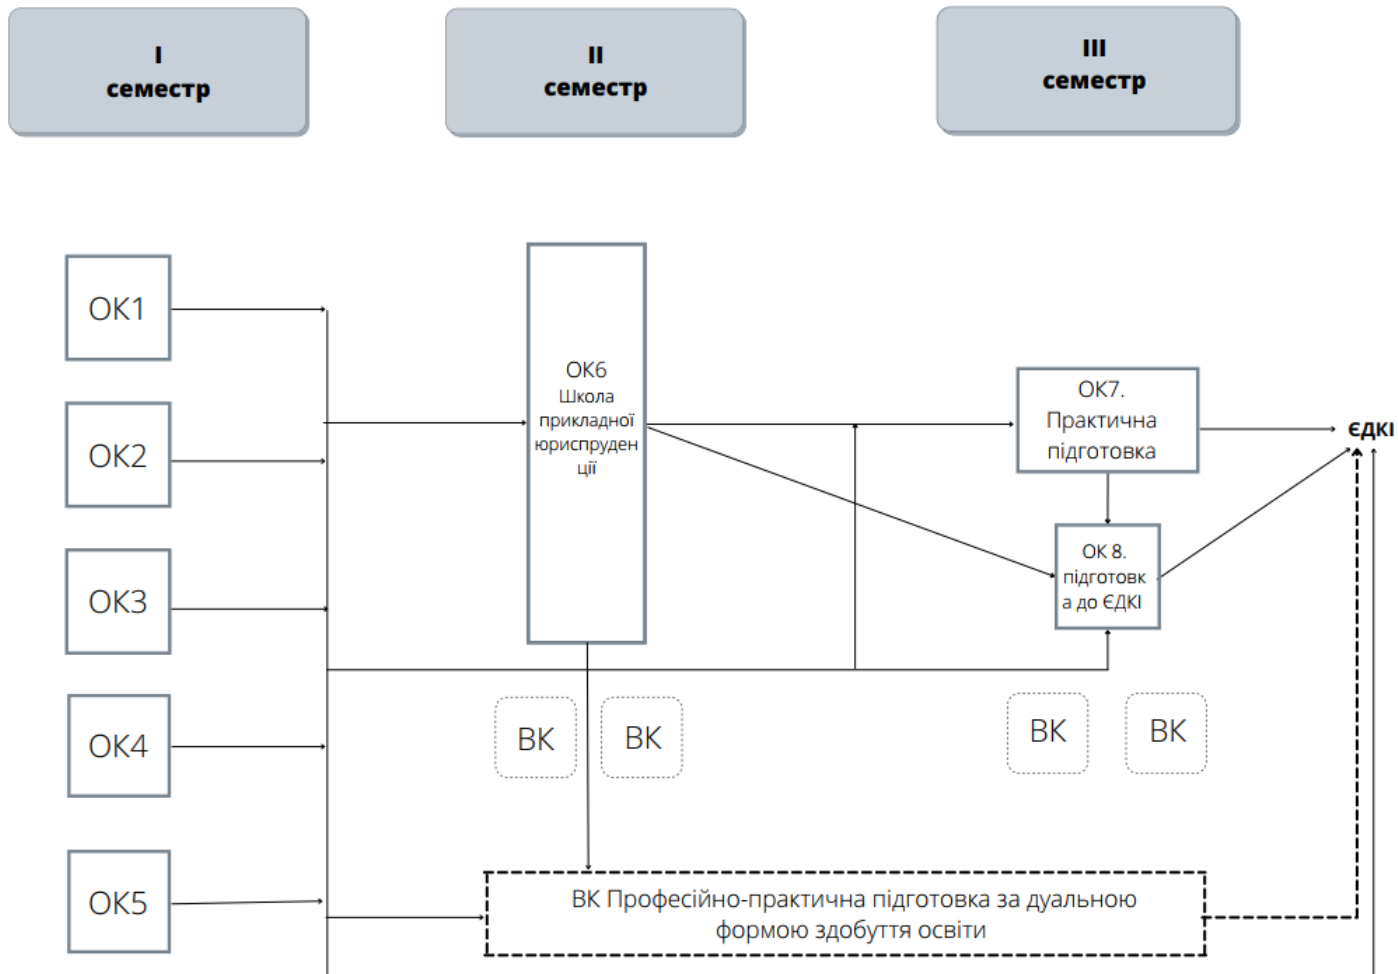 I
семестр
II
семестр
III
семестр
ОК1
ОК2
ОК3
ОК4
ОК5
ОК6
Школа
прикладної
юриспруден
ції
ОК7.
Практична
підготовка
ЄДКІ
ОК 8.
підготовк
а до ЄДКІ
ВК
ВК
ВК
ВК
ВК Професійно-практична підготовка за дуальною
формою здобуття освіти